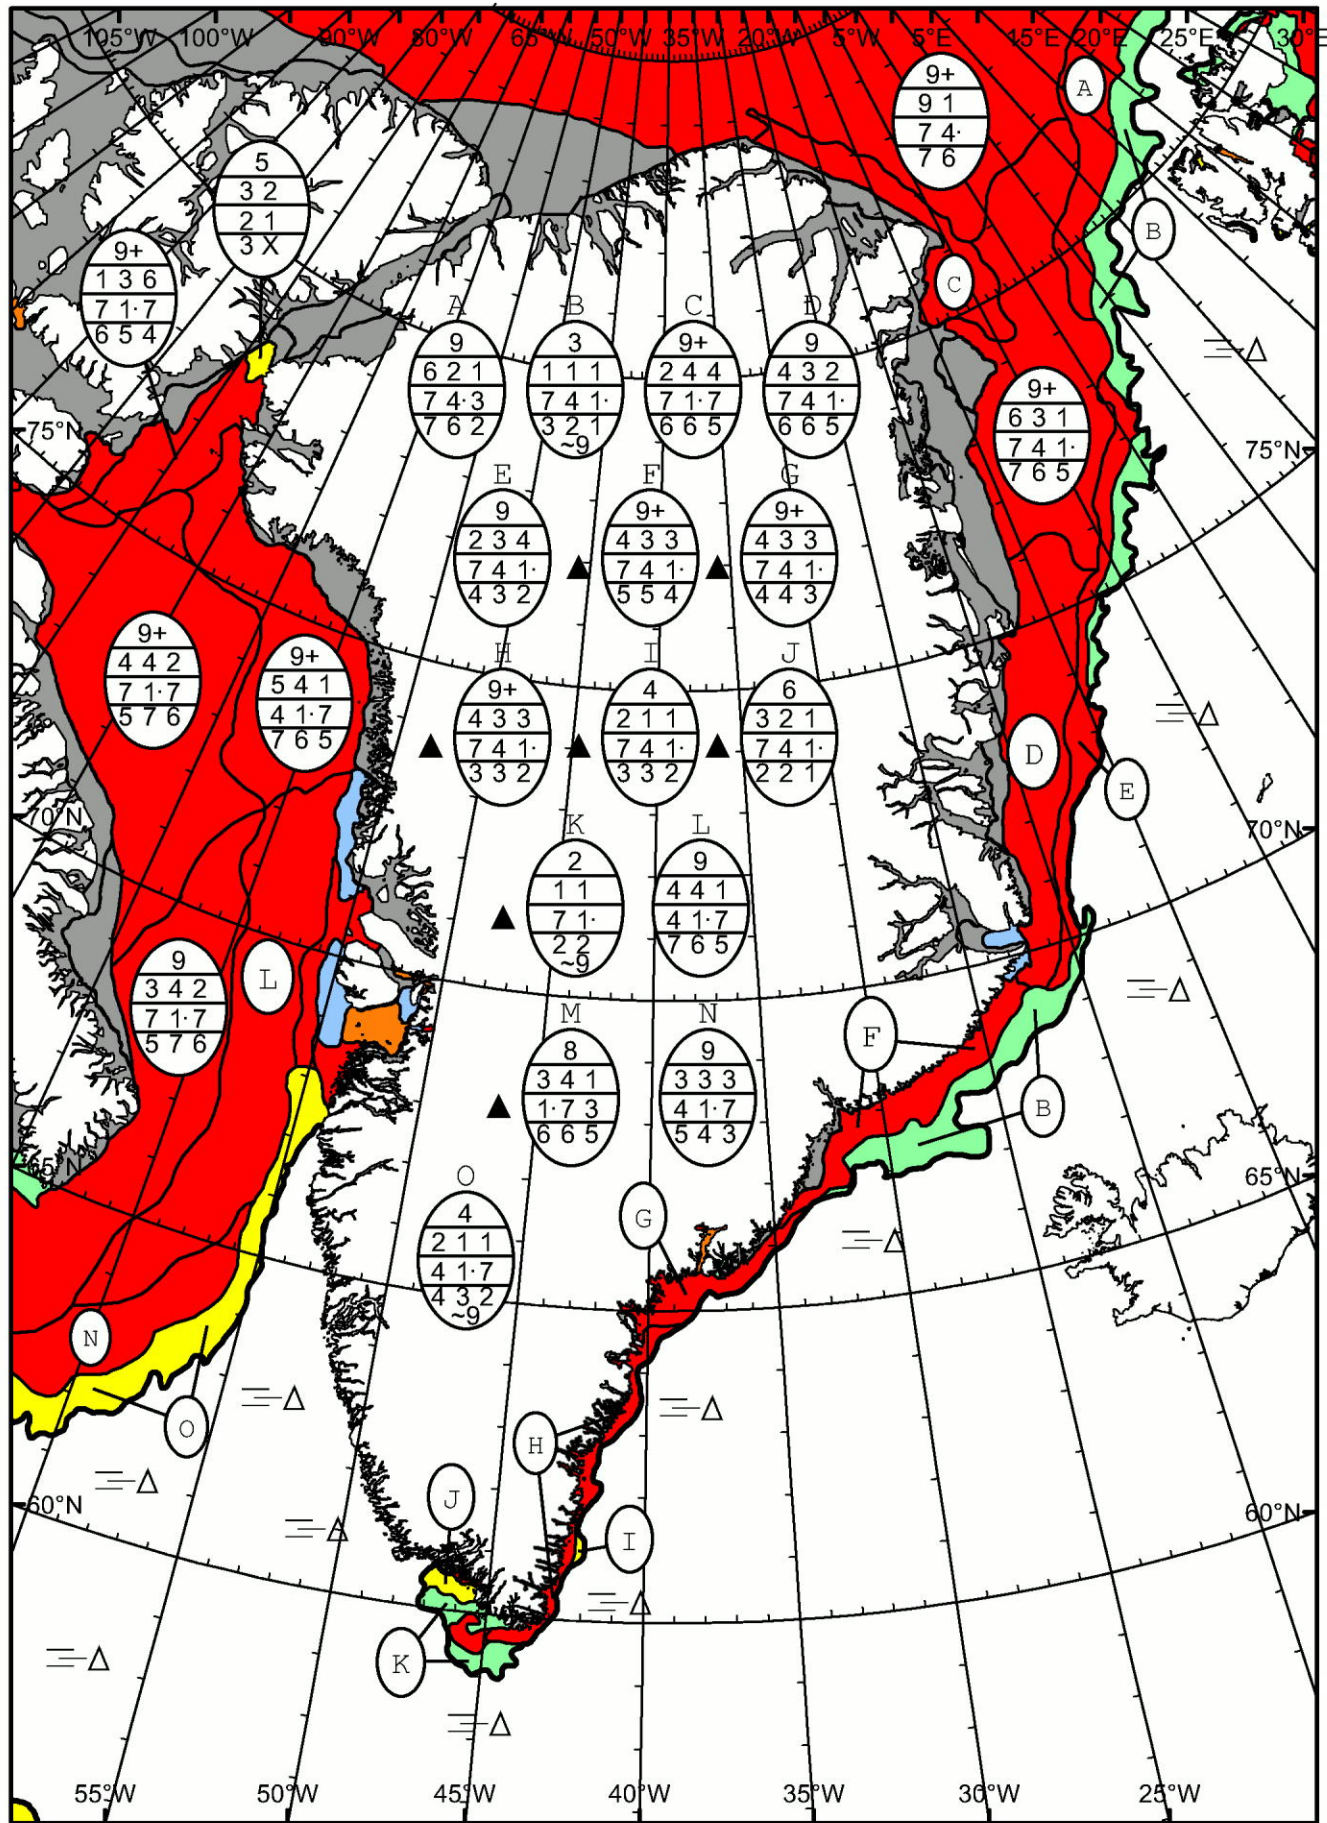 105°W 100°W 90°W 80°W 65°W 50°W 35°W 20°W 5°W 15°E 20°E 25°E 30°E
9+
9 1
7 4·
7 6
A
B
C
5
3 2
2 1
3 X
9+
1 3 6
7 1·7
6 5 4
A B C D
9
6 2 1
7 4·3
7 6 2
3
1 1 1
7 4 1·
3 2 1
~9
9+
2 4 4
7 1·7
6 6 5
9
4 3 2
7 4 1·
6 6 5
9+
6 3 1
7 4 1·
7 6 5
75°N
75°N
E F G
9
2 3 4
7 4 1·
4 3 2
9+
4 3 3
7 4 1·
5 5 4
9+
4 3 3
7 4 1·
4 4 3
9+
4 4 2
7 1·7
5 7 6
9+
5 4 1
4 1·7
7 6 5
H I J
9+
4 3 3
7 4 1·
3 3 2
4
2 1 1
7 4 1·
3 3 2
6
3 2 1
7 4 1·
2 2 1
D
E
70°N
70°N
K L
2
1 1
7 1·
2 2
~9
9
4 4 1
4 1·7
7 6 5
9
3 4 2
7 1·7
5 7 6
L
M N
8
3 4 1
1·7 3
6 6 5
9
3 3 3
4 1·7
5 4 3
F
B
65°N
65°N
O
4
2 1 1
4 1·7
4 3 2
~9
G
N
O
H
J
I
K
60°N
60°N
55°W 50°W 45°W 40°W 35°W 30°W 25°W